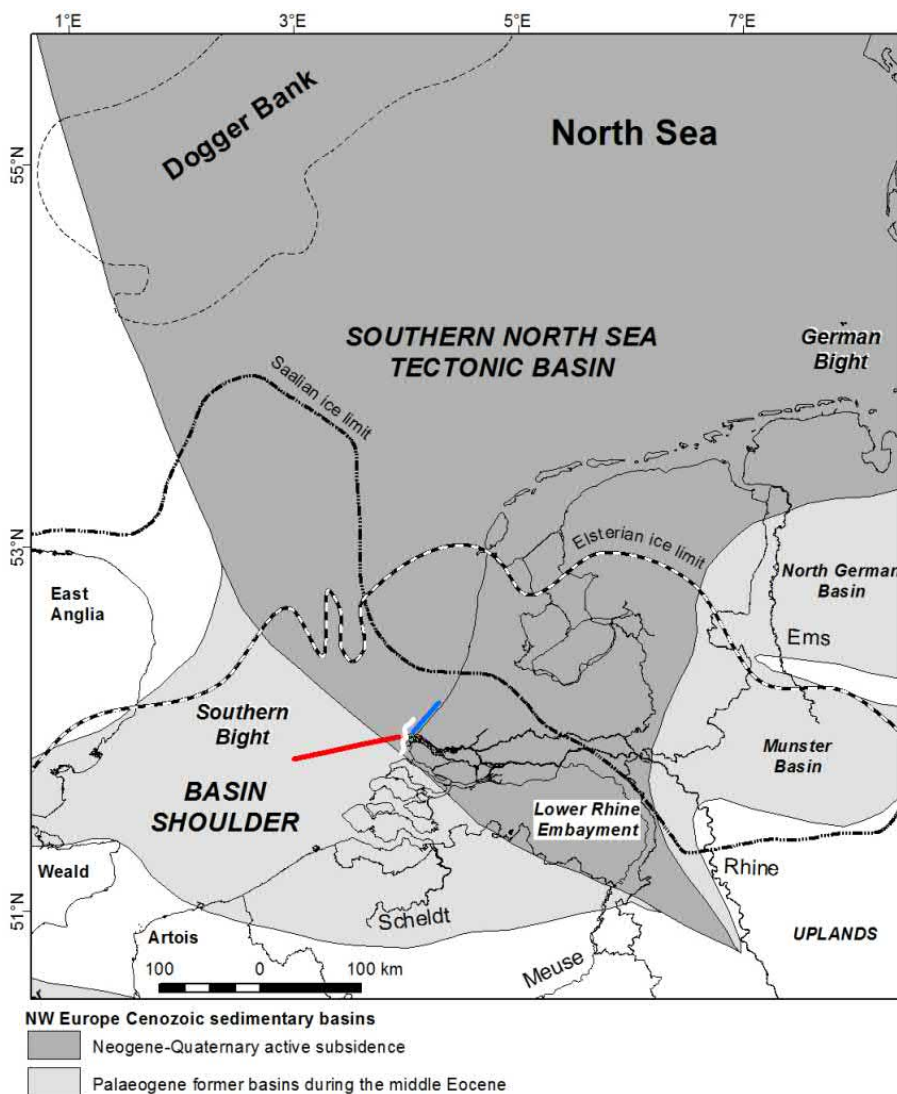 1°E
3°E
5°E
7°E
Dogger Bank
North Sea
55°N
SOUTHERN NORTH SEA
TECTONIC BASIN
German
Bight
Saalian ice limit
53°N
Elsterian ice limit
East
Anglia
North German
Basin
Ems
Southern
Bight
Munster
Basin
BASIN
SHOULDER
Lower Rhine
Embayment
Weald
Rhine
51°N
Scheldt
Artois
UPLANDS
Meuse
100 0 100 km
NW Europe Cenozoic sedimentary basins
Neogene-Quaternary active subsidence
Palaeogene former basins during the middle Eocene